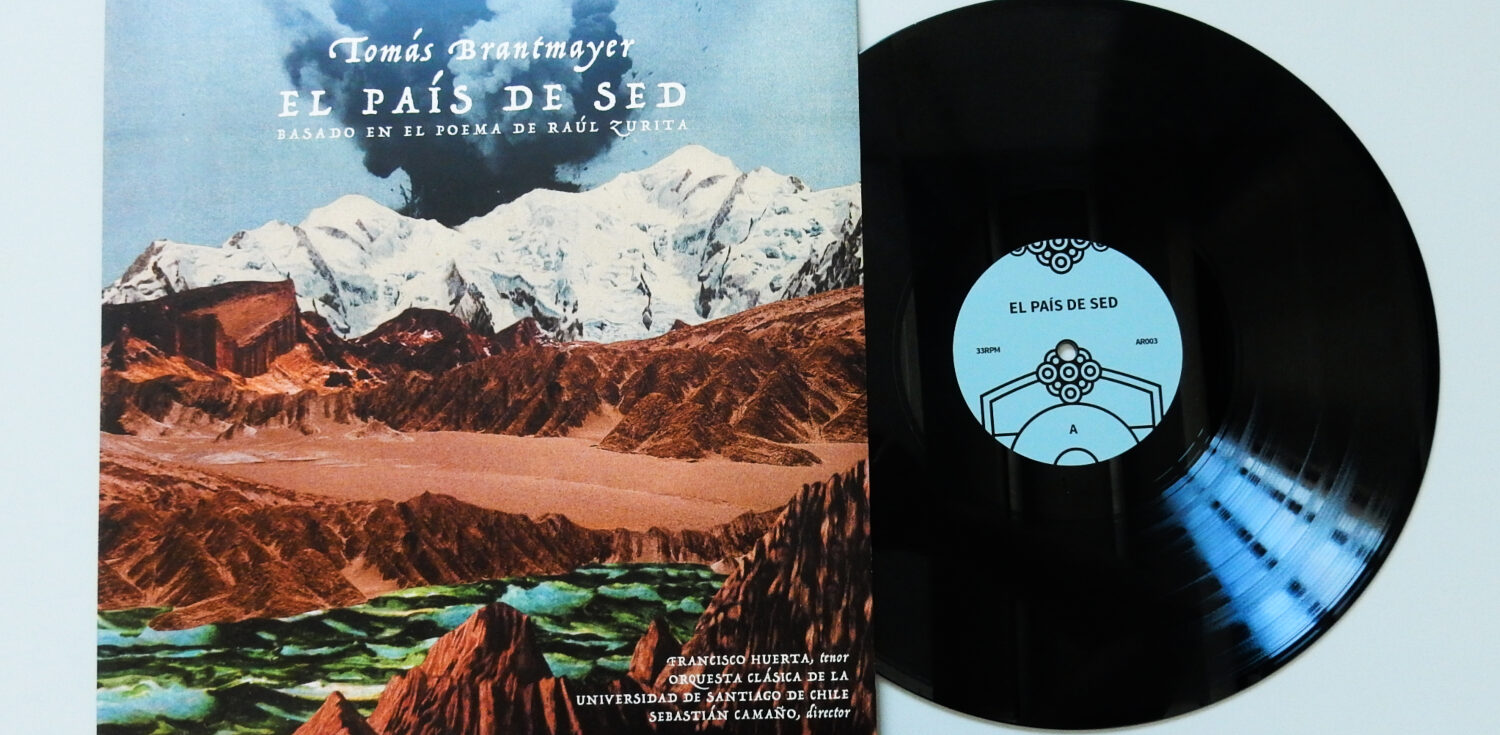 Tomás Brantmayer
EL PAÍS DE SED
BASADO EN EL POEMA DE RAÚL ZURITA
FRANCISCO HUERTA, tenor
ORQUESTA CLÁSICA DE LA
UNIVERSIDAD DE SANTIAGO DE CHILE
SEBASTIÁN CAMAÑO, director
EL PAÍS DE SED
33RPM
AR003
A